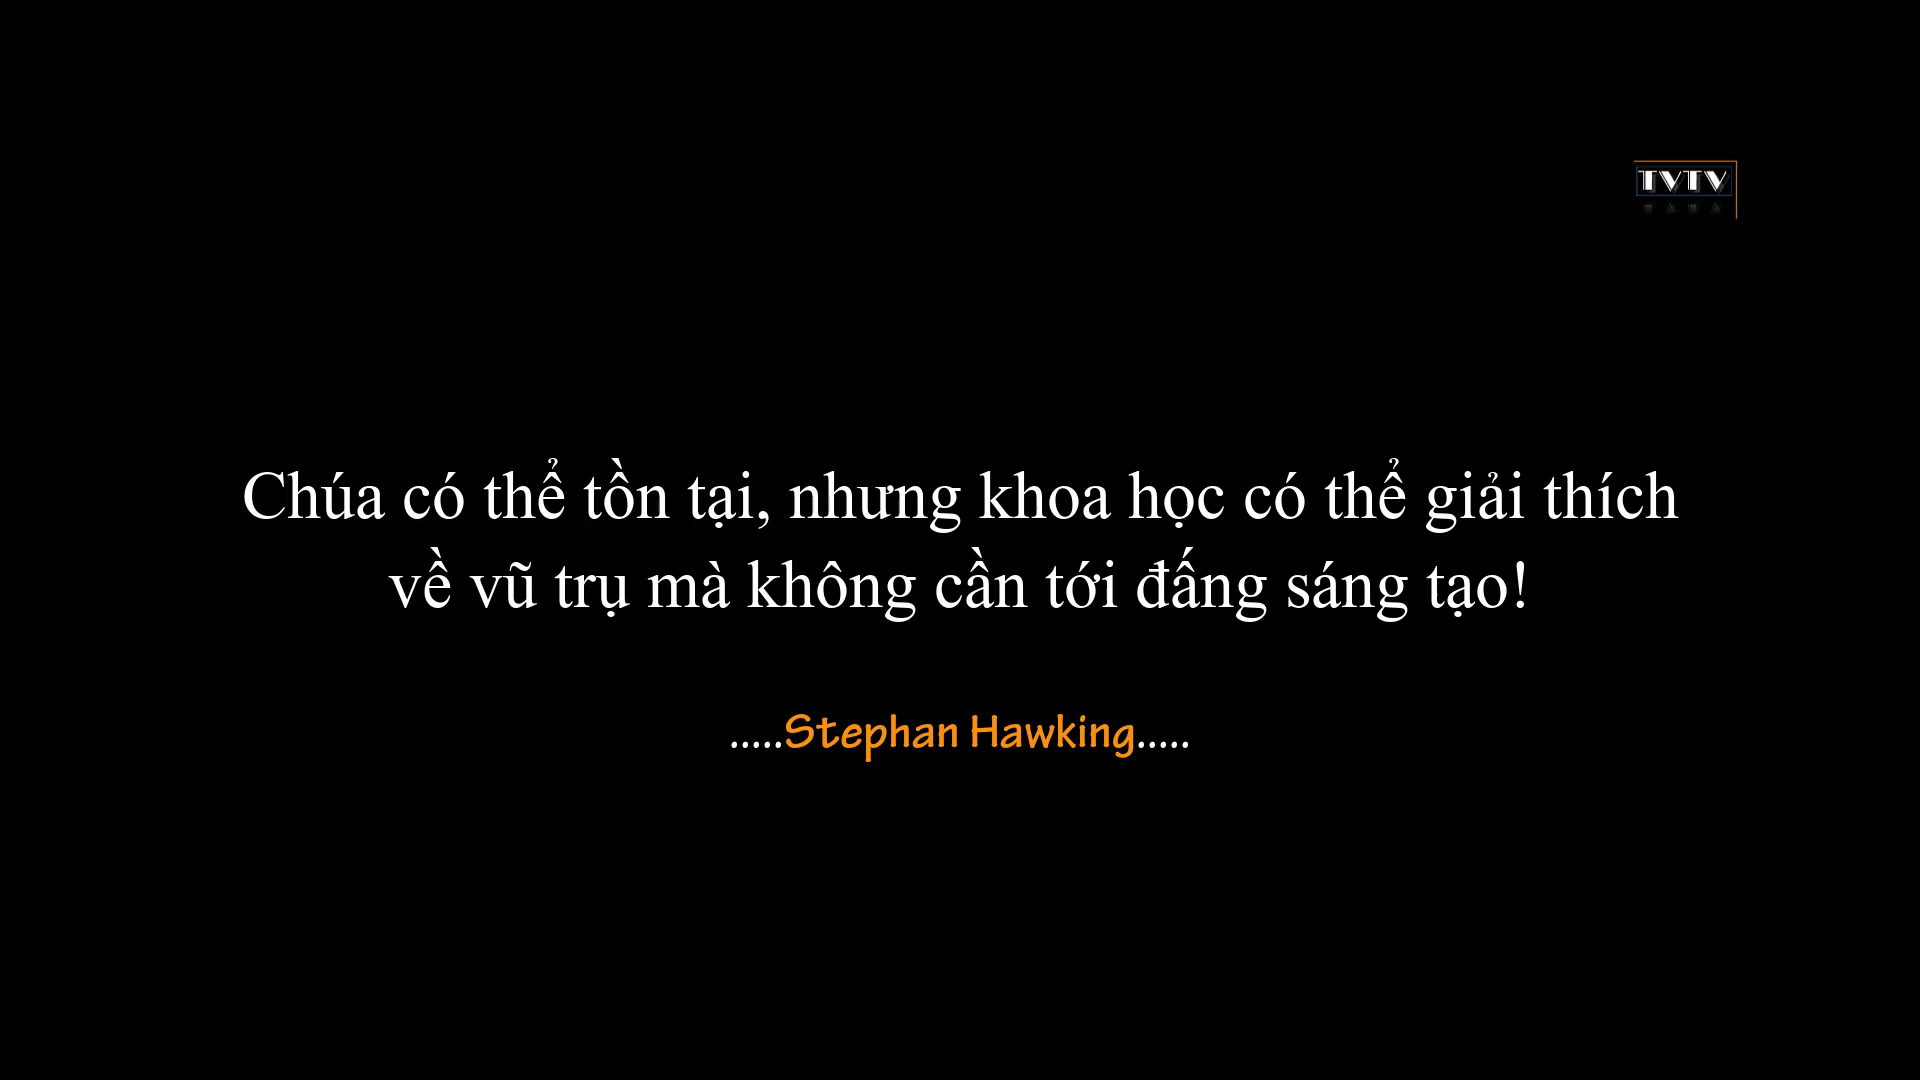 TVTV
Chúa có thể tồn tại, nhưng khoa học có thể giải thích
về vũ trụ mà không cần tới đấng sáng tạo!
.....Stephan Hawking.....